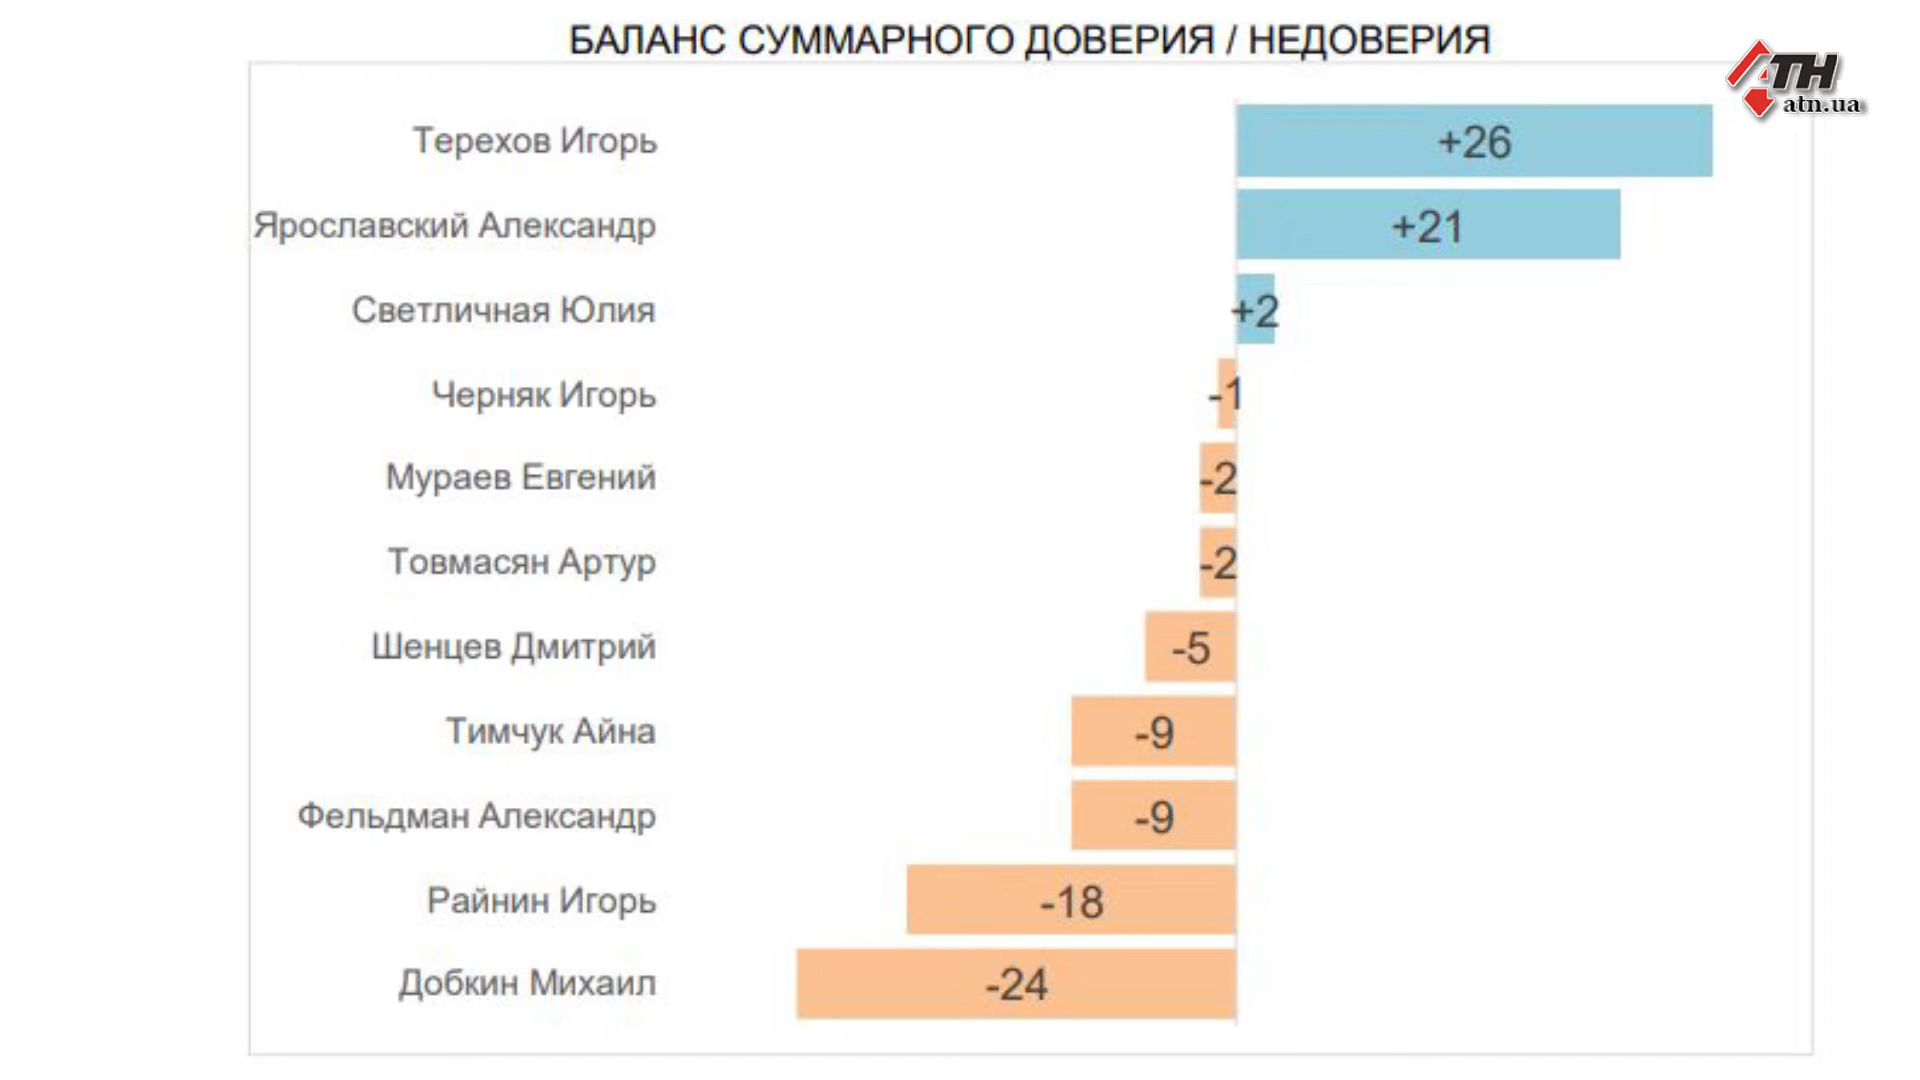 БАЛАНС СУММАРНОГО ДОВЕРИЯ / НЕДОВЕРИЯ
АТН
atn.ua
Терехов Игорь +26
Ярославский Александр +21
Светличная Юлия +2
Черняк Игорь -1
Мураев Евгений -2
Товмасян Артур -2
Шенцев Дмитрий -5
Тимчук Айна -9
Фельдман Александр -9
Райнин Игорь -18
Добкин Михаил -24